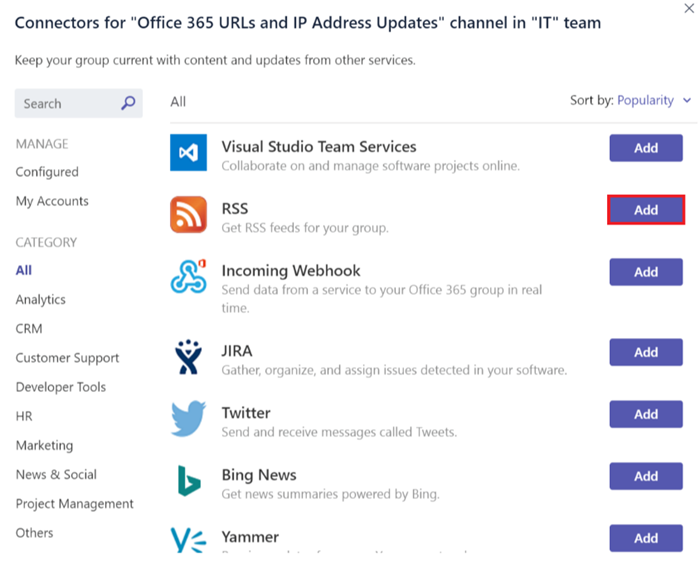 Connectors for "Office 365 URLs and IP Address Updates" channel in "IT" team
Keep your group current with content and updates from other services.
Search
All
Sort by: Popularity
MANAGE
Configured
My Accounts
CATEGORY
All
Analytics
CRM
Customer Support
Developer Tools
HR
Marketing
News & Social
Project Management
Others
Visual Studio Team Services
Collaborate on and manage software projects online.
Add
RSS
Get RSS feeds for your group.
Add
Incoming Webhook
Send data from a service to your Office 365 group in real
time.
Add
JIRA
Gather, organize, and assign issues detected in your software.
Add
Twitter
Send and receive messages called Tweets.
Add
Bing News
Get news summaries powered by Bing.
Add
Yammer
Add